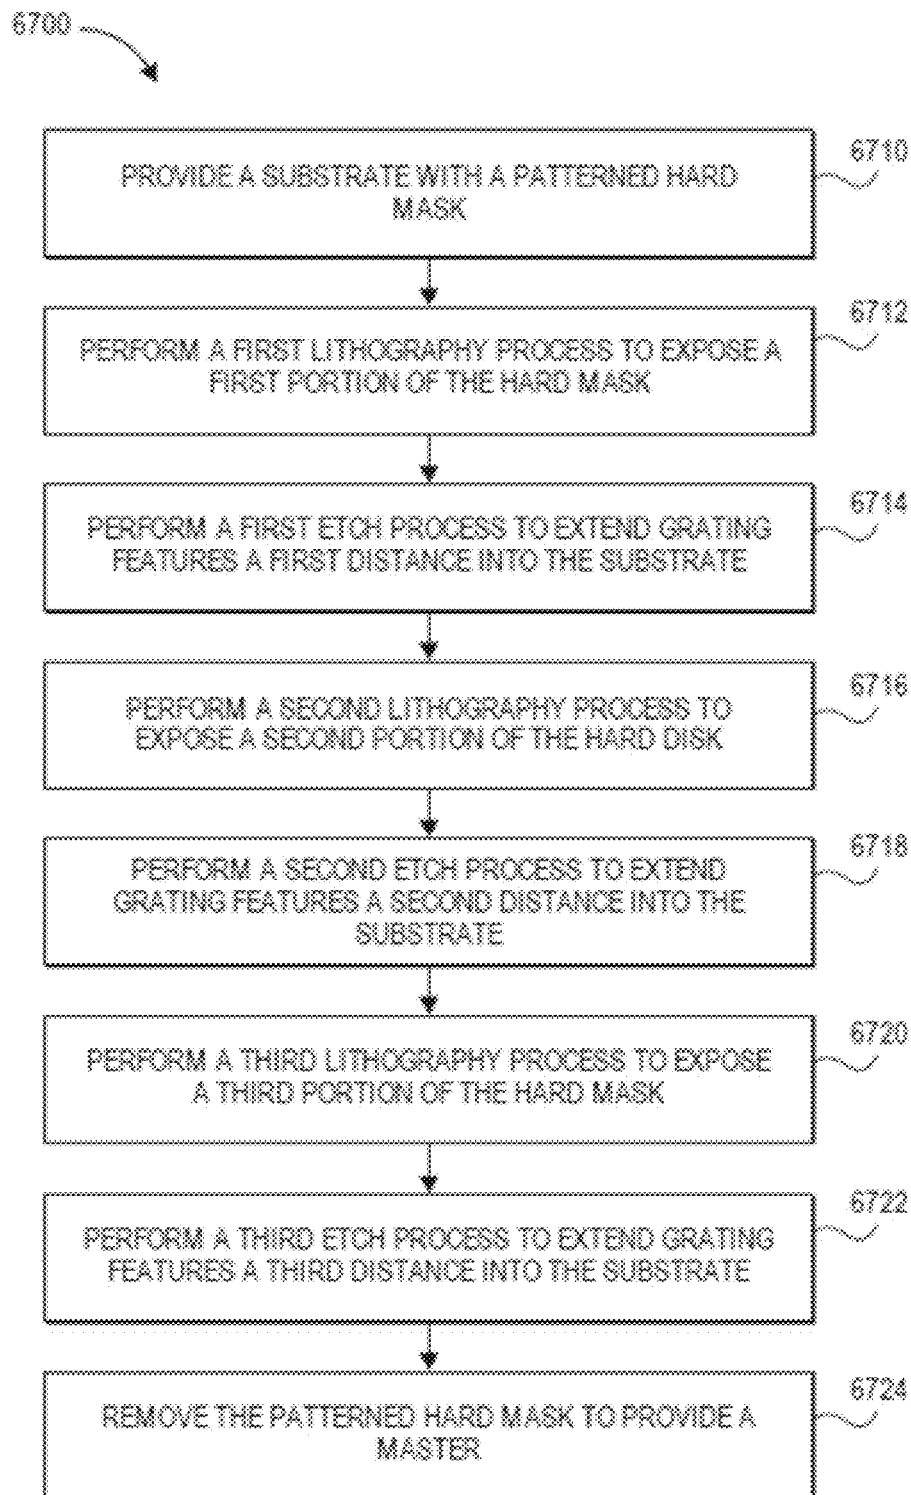 6700
6710
PROVIDE A SUBSTRATE WITH A PATTERNED HARD
MASK
6712
PERFORM A FIRST LITHOGRAPHY PROCESS TO EXPOSE A
FIRST PORTION OF THE HARD MASK
6714
PERFORM A FIRST ETCH PROCESS TO EXTEND GRATING
FEATURES A FIRST DISTANCE INTO THE SUBSTRATE
6716
PERFORM A SECOND LITHOGRAPHY PROCESS TO
EXPOSE A SECOND PORTION OF THE HARD DISK
6718
PERFORM A SECOND ETCH PROCESS TO EXTEND
GRATING FEATURES A SECOND DISTANCE INTO THE
SUBSTRATE
6720
PERFORM A THIRD LITHOGRAPHY PROCESS TO EXPOSE
A THIRD PORTION OF THE HARD MASK
6722
PERFORM A THIRD ETCH PROCESS TO EXTEND GRATING
FEATURES A THIRD DISTANCE INTO THE SUBSTRATE
6724
REMOVE THE PATTERNED HARD MASK TO PROVIDE A
MASTER